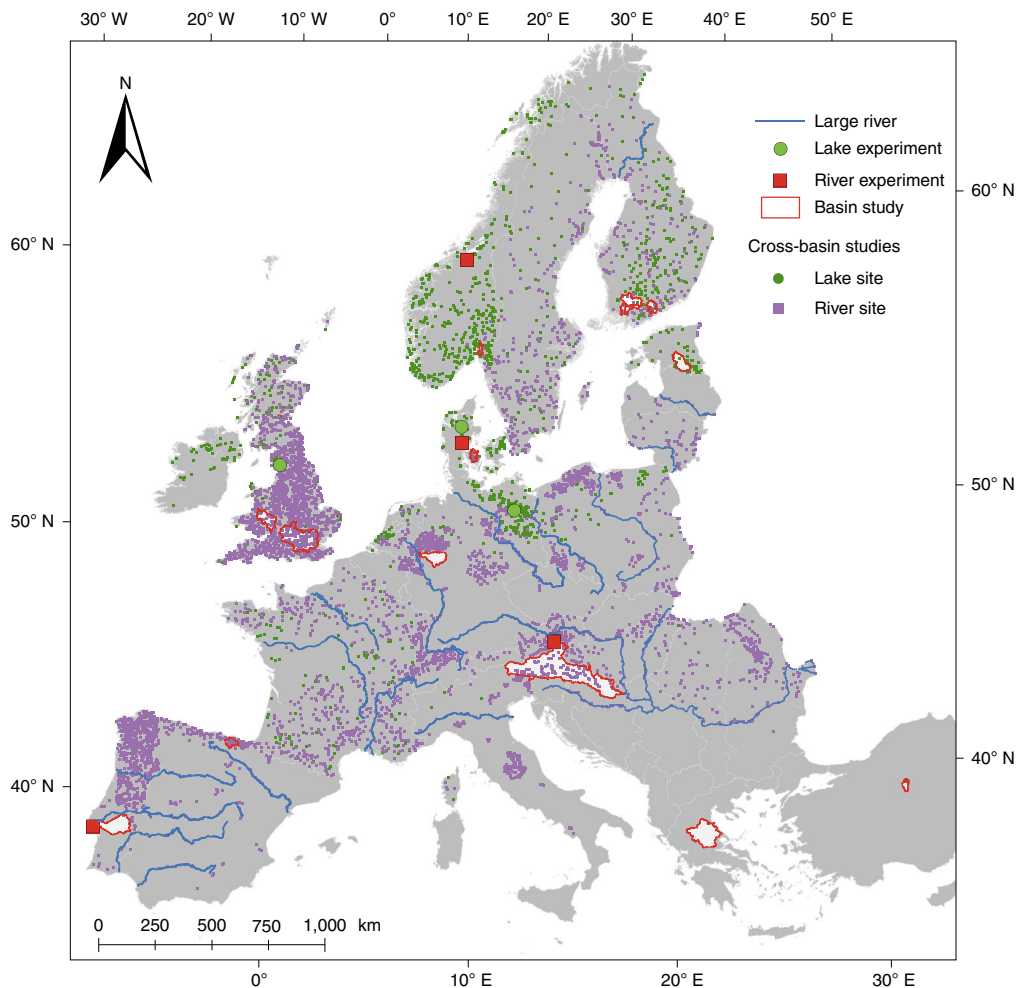 30° W 20° W 10° W 0° 10° E 20° E 30° E 40° E 50° E
N
Large river
Lake experiment
River experiment
Basin study
Cross-basin studies
Lake site
River site
60° N
50° N
40° N
60° N
50° N
40° N
0 250 500 750 1,000 km
0° 10° E 20° E 30° E